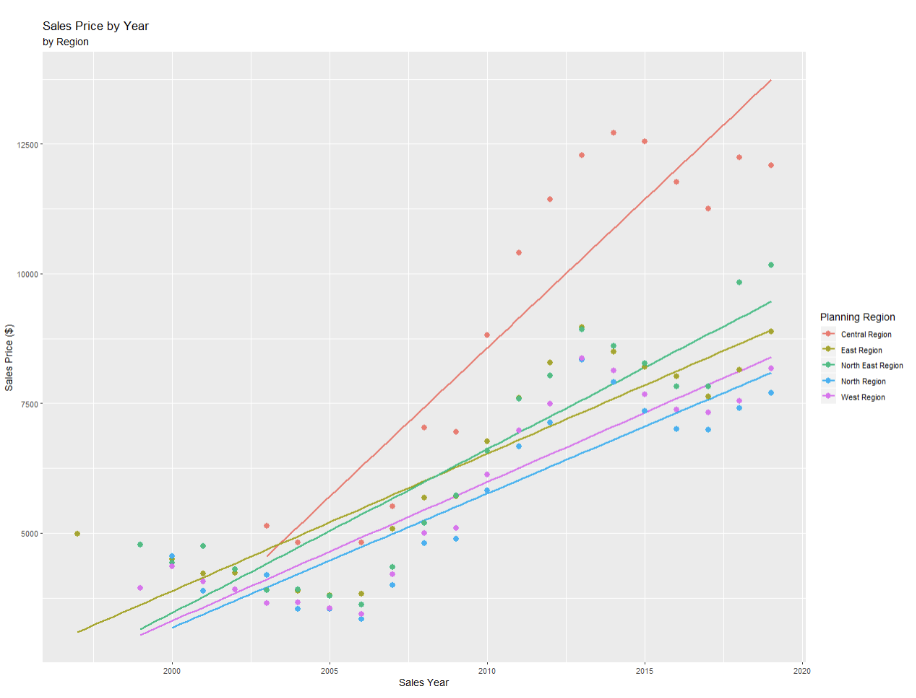 Sales Price by Year
by Region
12500
10000
7500
5000
Sales Price ($)
2000
2005
2010
2015
2020
Sales Year
Planning Region
Central Region
East Region
North East Region
North Region
West Region